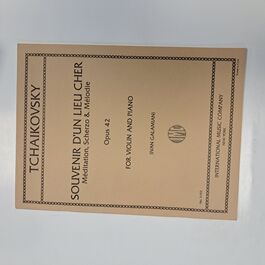 TCHAIKOVSKY
SOUVENIR D'UN LIEU CHER
Méditation, Scherzo & Mélodie
Opus 42
FOR VIOLIN AND PIANO
IVAN GALAMIAN
INTERNATIONAL MUSIC COMPANY